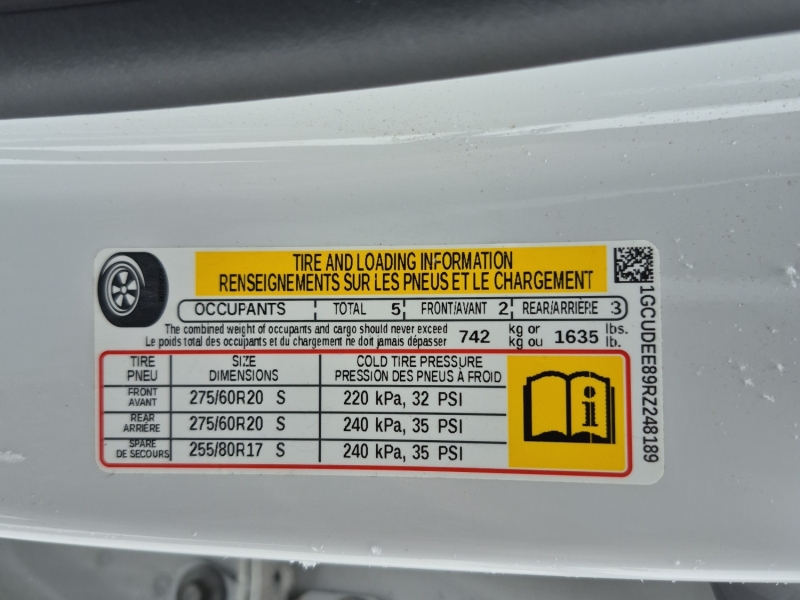 TIRE AND LOADING INFORMATION
RENSEIGNEMENTS SUR LES PNEUS ET LE CHARGEMENT
OCCUPANTS TOTAL 5 FRONT/AVANT 2 REAR/ARRIÈRE 3
The combined weight of occupants and cargo should never exceed 742 kg or 1635 lbs.
Le poids total des occupants et du chargement ne doit jamais dépasser kg ou lb.
TIRE SIZE COLD TIRE PRESSURE
PNEU DIMENSIONS PRESSION DES PNEUS À FROID
FRONT AVANT 275/60R20 S 220 kPa, 32 PSI
REAR ARRIÈRE 275/60R20 S 240 kPa, 35 PSI
SPARE DE SECOURS 255/80R17 S 240 kPa, 35 PSI
i
1GCUDEE89RZ248189